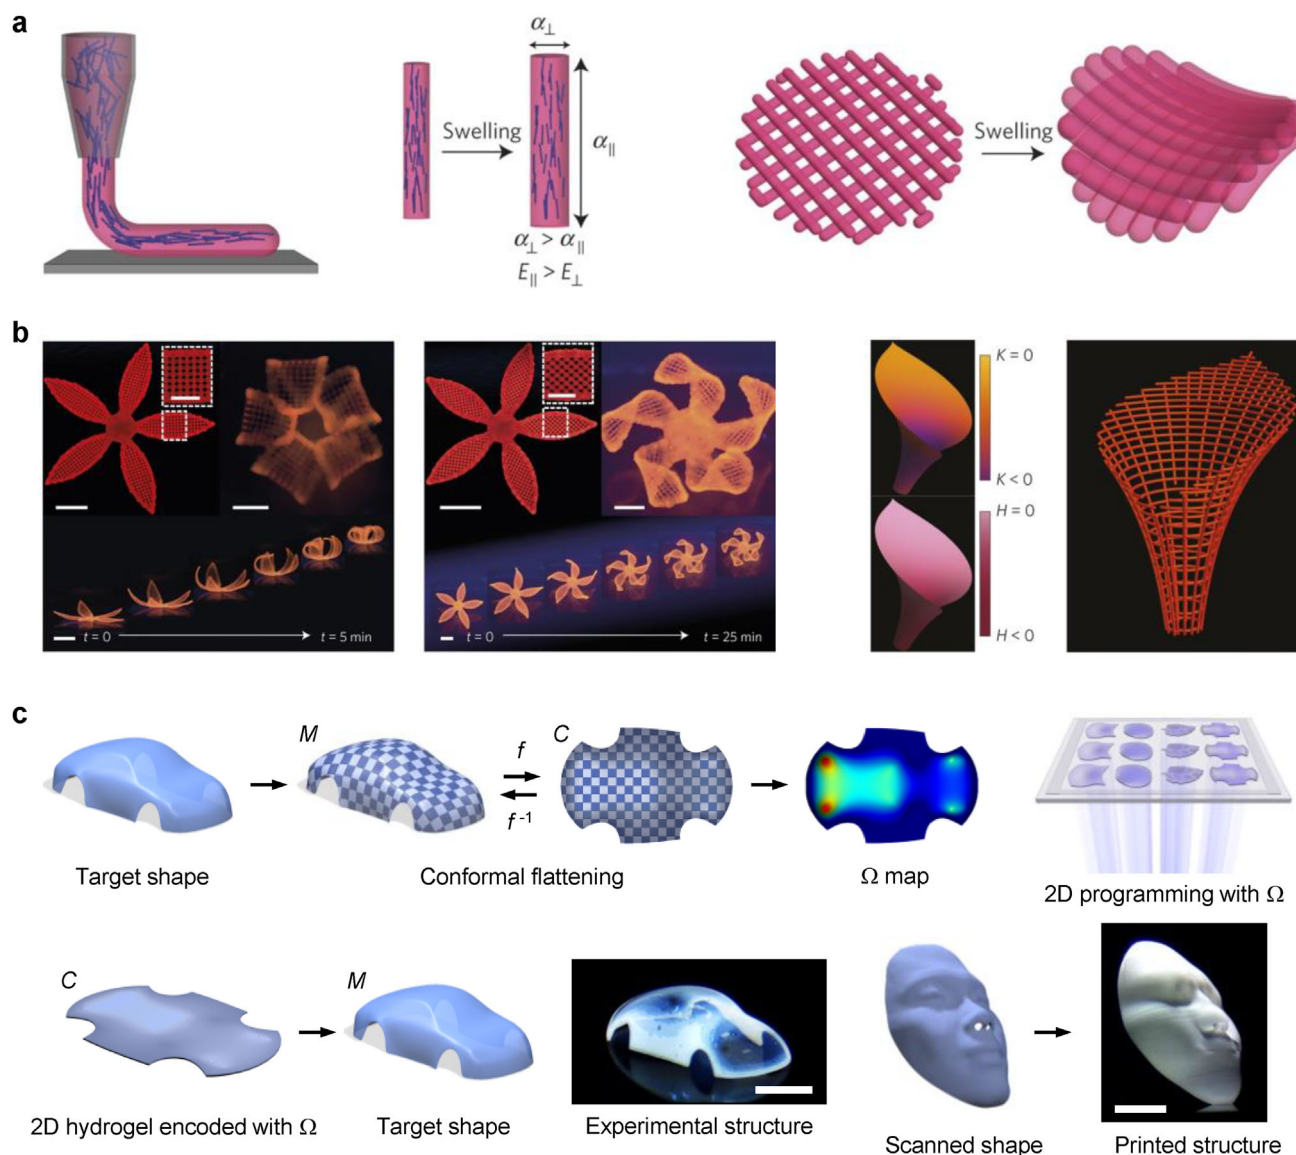 a
α⊥
Swelling
α∥
α⊥ > α∥
E∥ > E⊥
Swelling
b
t = 0
t = 5 min
t = 0
t = 25 min
K = 0
K < 0
H = 0
H < 0
c
M
f
f⁻¹
C
Target shape
Conformal flattening
Ω map
2D programming with Ω
C
M
2D hydrogel encoded with Ω
Target shape
Experimental structure
Scanned shape
Printed structure